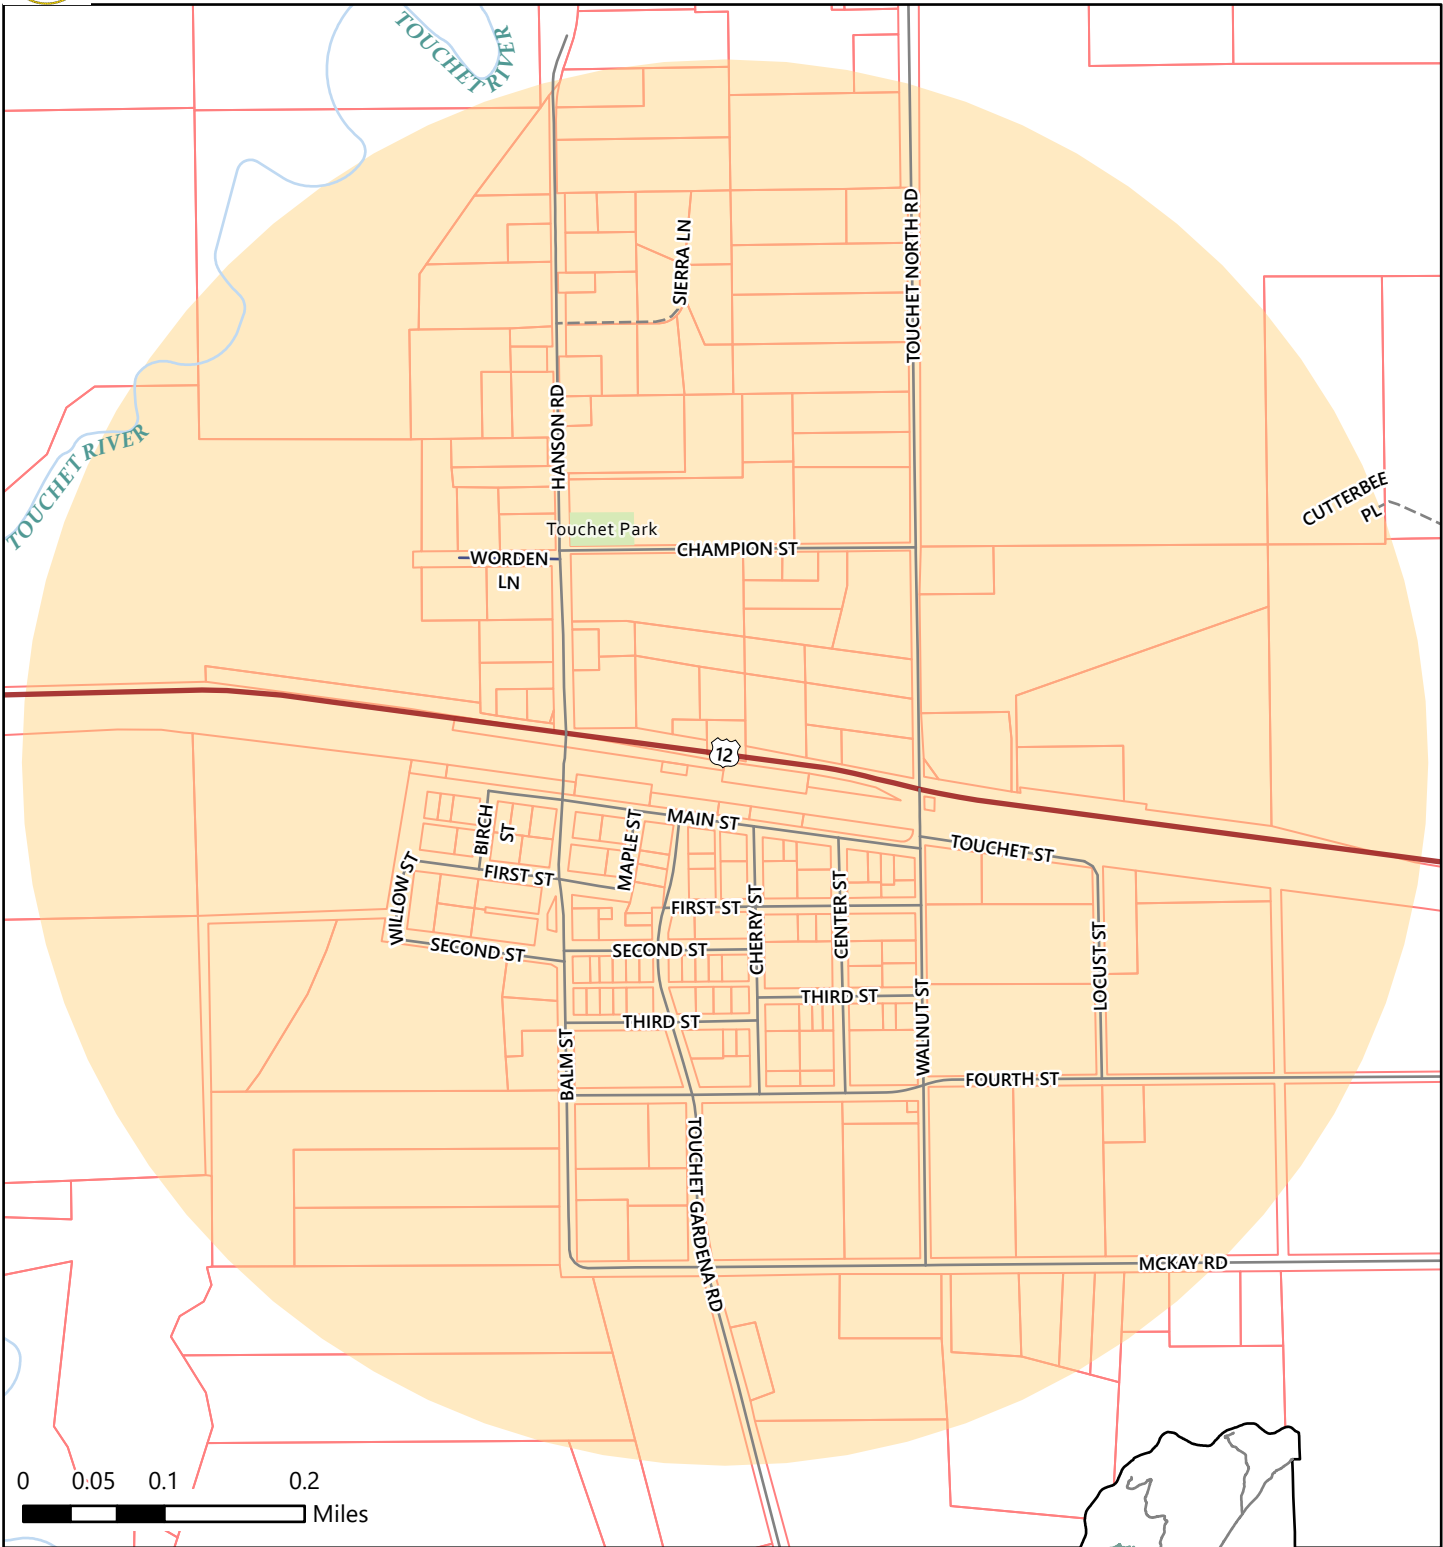 TOUCHET
RIVER
TOUCHET NORTH RD
SIERRA LN
HANSON RD
TOUCHET RIVER
CUTTERBEE
PL
Touchet Park
CHAMPION ST
WORDEN
LN
12
MAIN ST
MAPLE ST
BIRCH
ST
TOUCHET ST
WILLOW ST
FIRST ST
FIRST ST
CHERRY ST
CENTER ST
SECOND ST
SECOND ST
LOCUST ST
THIRD ST
THIRD ST
WALNUT ST
BALM ST
FOURTH ST
TOUCHET GARDENA RD
MCKAY RD
0 0.05 0.1 0.2
Miles